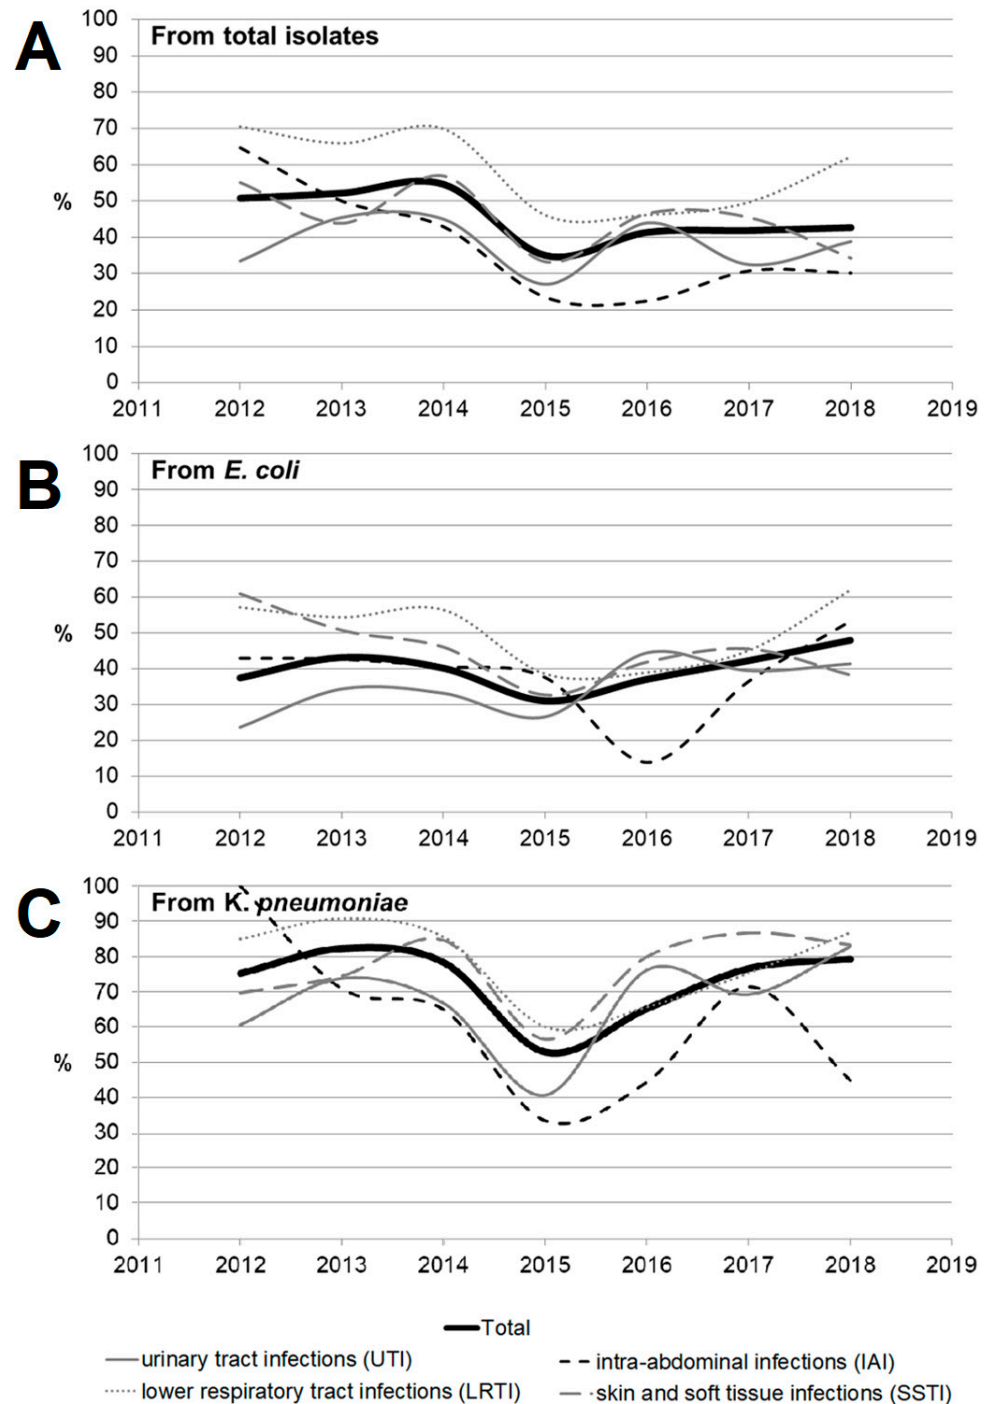 A
From total isolates
100
90
80
70
60
50
40
30
20
10
0
%
2011 2012 2013 2014 2015 2016 2017 2018 2019
B
From E. coli
100
90
80
70
60
50
40
30
20
10
0
%
2011 2012 2013 2014 2015 2016 2017 2018 2019
C
From K. pneumoniae
100
90
80
70
60
50
40
30
20
10
0
%
2011 2012 2013 2014 2015 2016 2017 2018 2019
Total
urinary tract infections (UTI)
intra-abdominal infections (IAI)
lower respiratory tract infections (LRTI)
skin and soft tissue infections (SSTI)